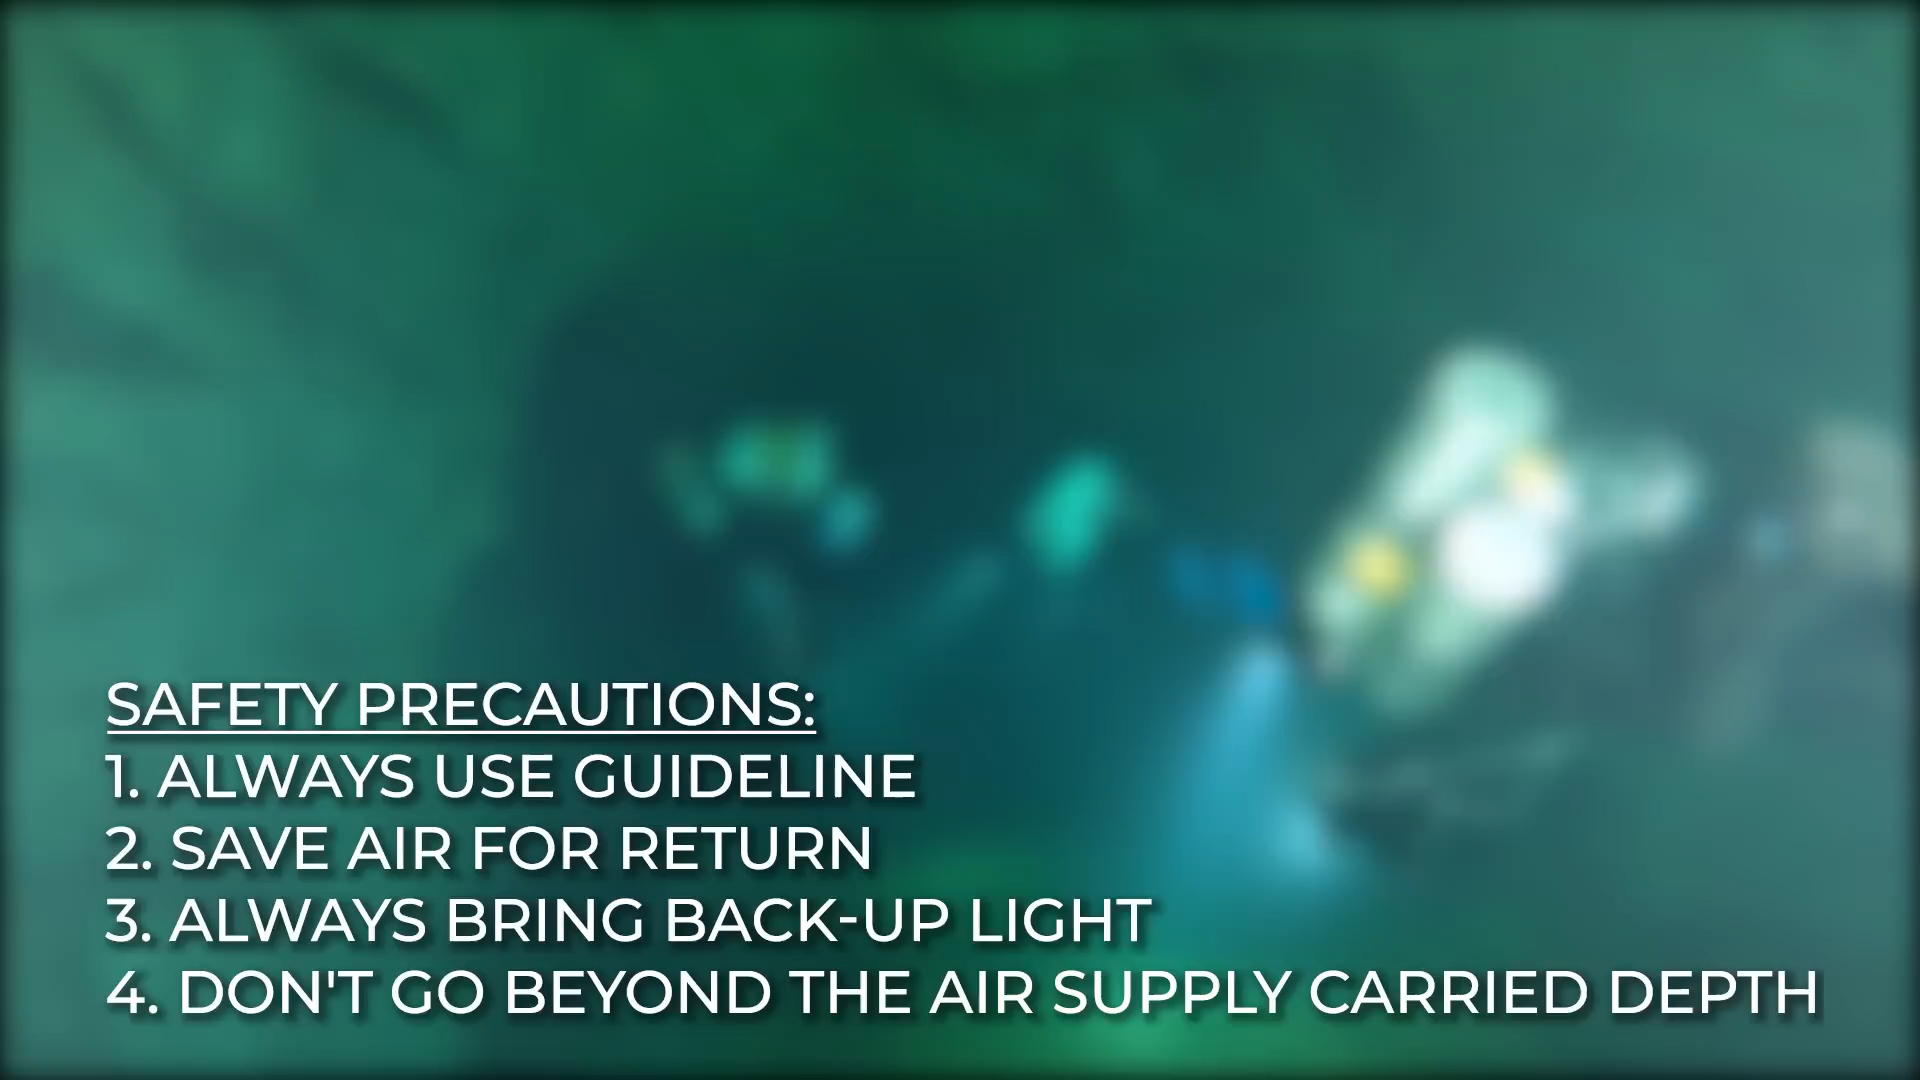 SAFETY PRECAUTIONS:
1. ALWAYS USE GUIDELINE
2. SAVE AIR FOR RETURN
3. ALWAYS BRING BACK-UP LIGHT
4. DON'T GO BEYOND THE AIR SUPPLY CARRIED DEPTH